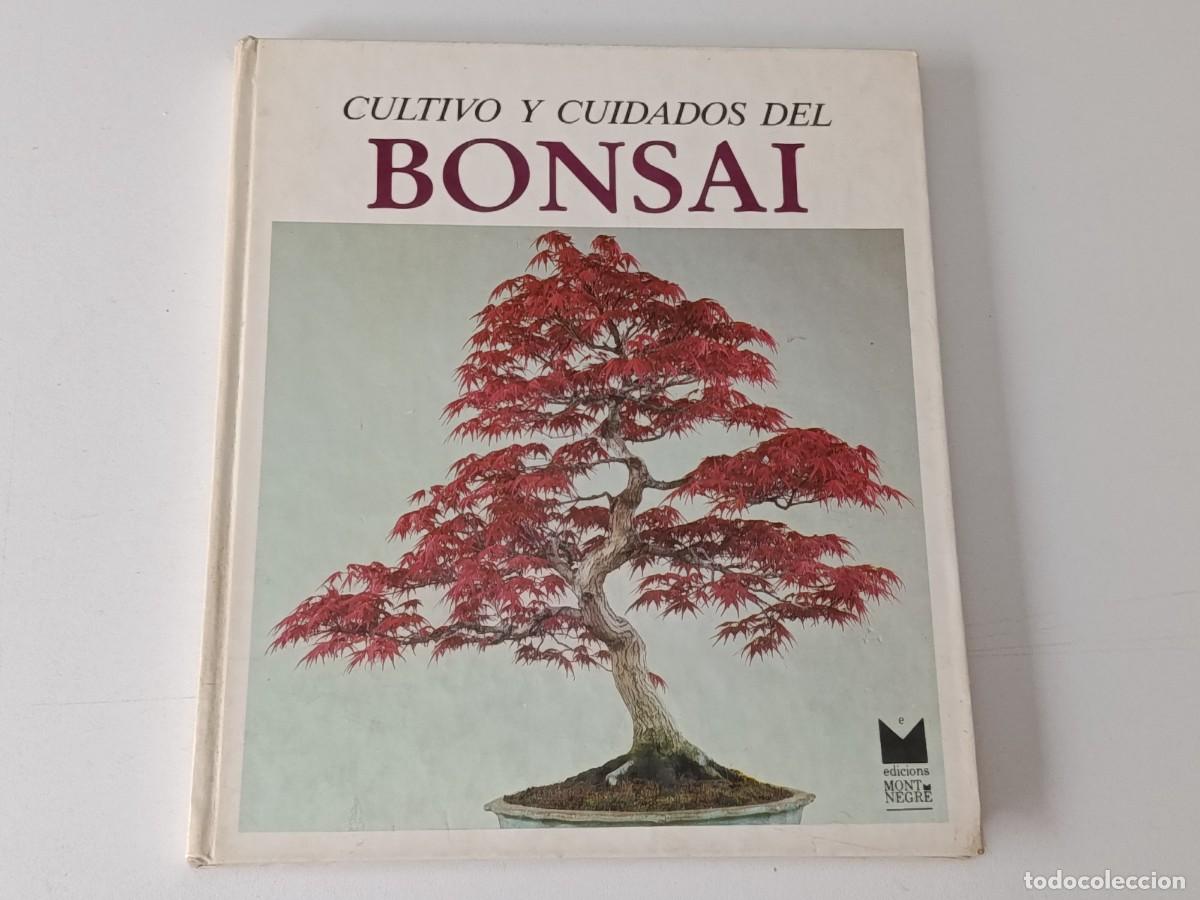 CULTIVO Y CUIDADOS DEL
BONSAI
e
edicions
MONT
NEGRE
todocoleccion